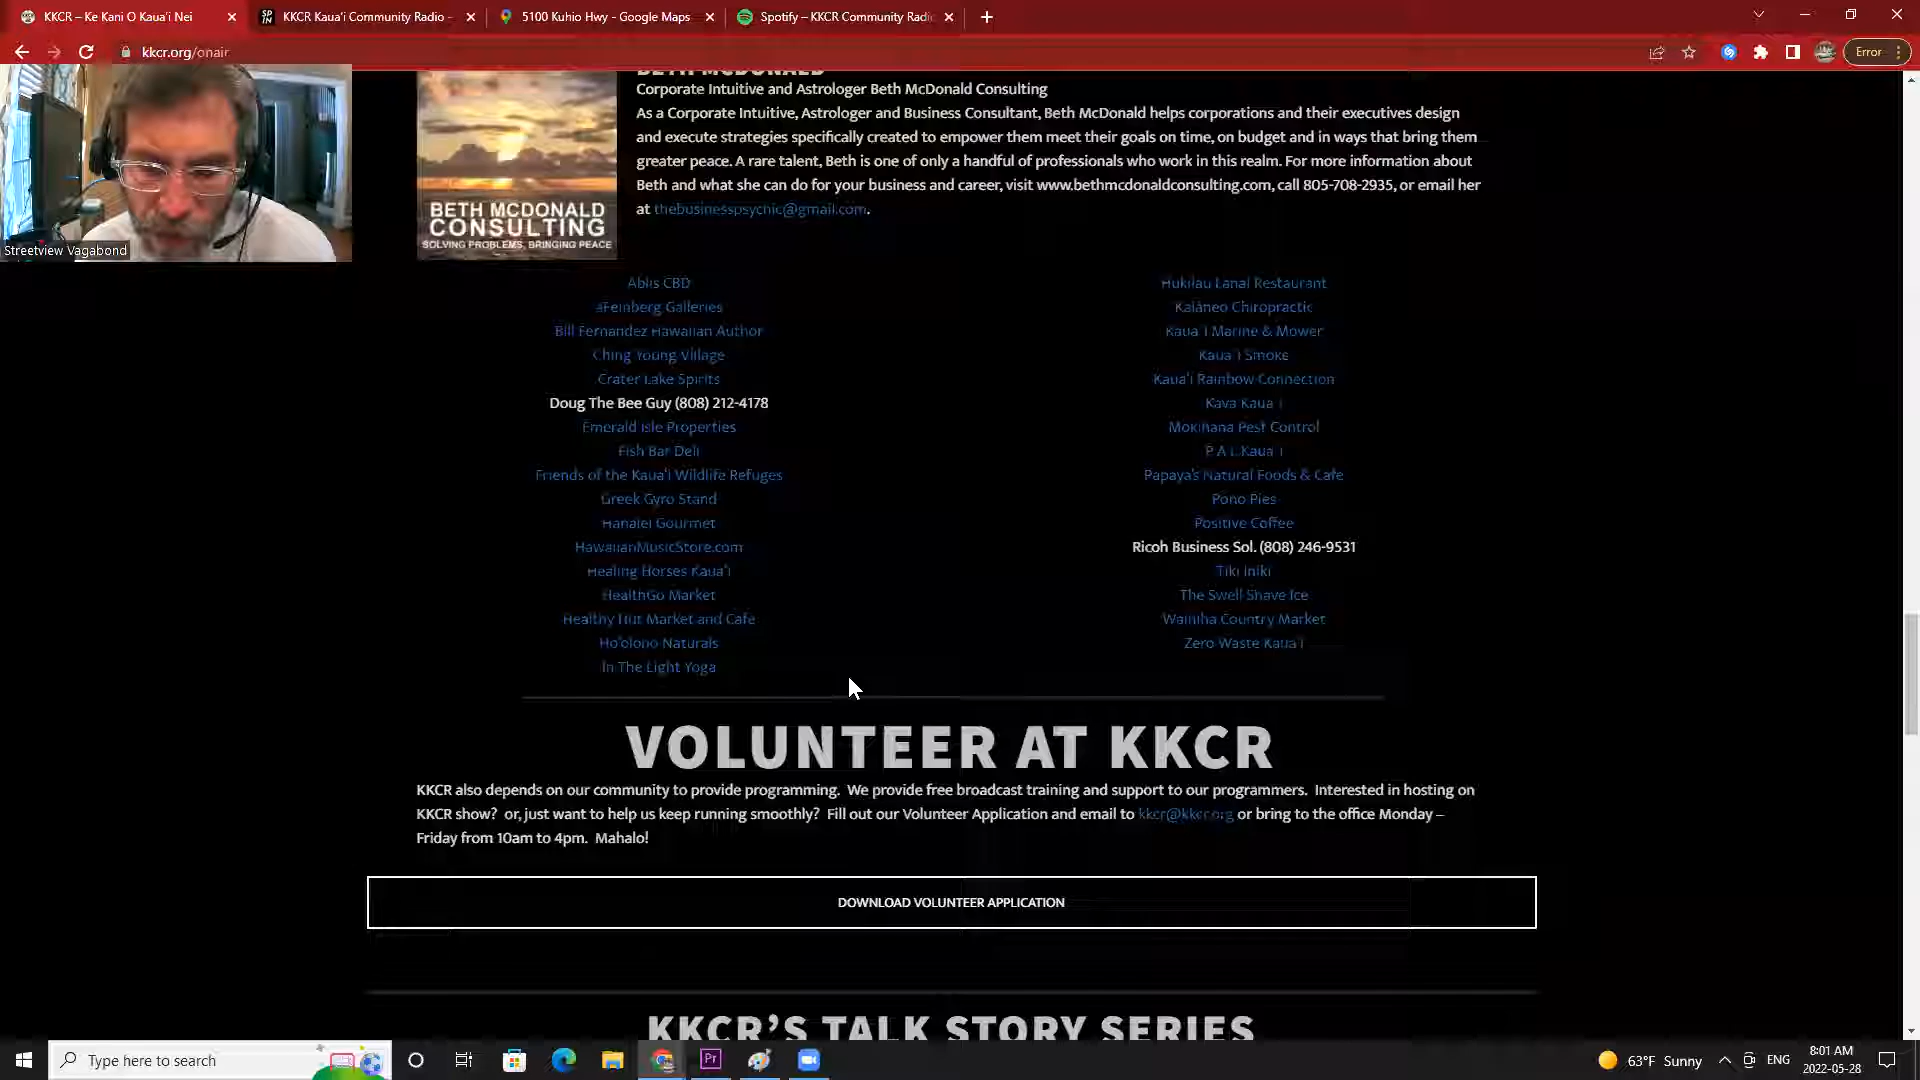 KKCR – Ke Kani O Kaua'i Nei
KKCR Kaua'i Community Radio -
5100 Kuhio Hwy - Google Maps
Spotify – KKCR Community Radi
kkcr.org/onair
Error
Streetview Vagabond
BETH MCDONALD
Corporate Intuitive and Astrologer Beth McDonald Consulting
As a Corporate Intuitive, Astrologer and Business Consultant, Beth McDonald helps corporations and their executives design
and execute strategies specifically created to empower them meet their goals on time, on budget and in ways that bring them
greater peace. A rare talent, Beth is one of only a handful of professionals who work in this realm. For more information about
Beth and what she can do for your business and career, visit www.bethmcdonaldconsulting.com, call 805-708-2935, or email her
at thebusinesspsychic@gmail.com.
BETH MCDONALD
CONSULTING
SOLVING PROBLEMS, BRINGING PEACE
Ablis CBD
aFeinberg Galleries
Bill Fernandez Hawaiian Author
Ching Young Village
Crater Lake Spirits
Doug The Bee Guy (808) 212-4178
Emerald Isle Properties
Fish Bar Deli
Friends of the Kaua'i Wildlife Refuges
Greek Gyro Stand
Hanalei Gourmet
HawaiianMusicStore.com
Healing Horses Kaua'i
HealthGo Market
Healthy Hut Market and Cafe
Ho'olono Naturals
In The Light Yoga
Hukilau Lanai Restaurant
Kalaneo Chiropractic
Kaua'i Marine & Mower
Kaua'i Smoke
Kaua'i Rainbow Connection
Kava Kaua'i
Mokihana Pest Control
P.A.L. Kaua'i
Papaya's Natural Foods & Cafe
Pono Pies
Positive Coffee
Ricoh Business Sol. (808) 246-9531
Tiki Iniki
The Swell Shave Ice
Wainiha Country Market
Zero Waste Kaua'i
VOLUNTEER AT KKCR
KKCR also depends on our community to provide programming. We provide free broadcast training and support to our programmers. Interested in hosting on
KKCR show? or, just want to help us keep running smoothly? Fill out our Volunteer Application and email to kkcr@kkcr.org or bring to the office Monday –
Friday from 10am to 4pm. Mahalo!
DOWNLOAD VOLUNTEER APPLICATION
KKCR'S TALK STORY SERIES
Type here to search
Pr
63°F Sunny
ENG
8:01 AM
2022-05-28